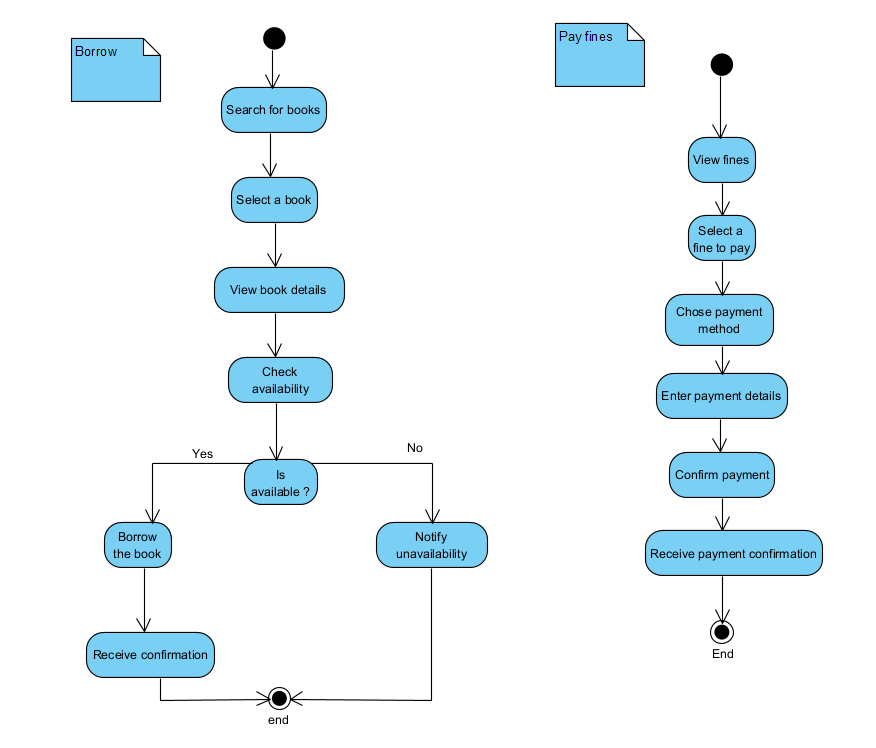 Borrow
Search for books
Select a book
View book details
Check
availability
Yes
No
Is
available ?
Borrow
the book
Notify
unavailability
Receive confirmation
end
Pay fines
View fines
Select a
fine to pay
Chose payment
method
Enter payment details
Confirm payment
Receive payment confirmation
End